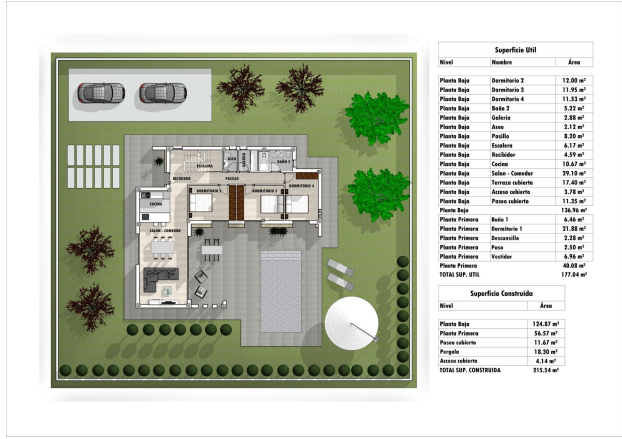 Superficie Util
Nivel Nombre Área
Planta Baja Dormitorio 2 12.00 m²
Planta Baja Dormitorio 3 11.95 m²
Planta Baja Dormitorio 4 11.53 m²
Planta Baja Baño 2 5.22 m²
Planta Baja Galería 2.88 m²
Planta Baja Aseo 2.12 m²
Planta Baja Pasillo 8.20 m²
Planta Baja Escalera 6.17 m²
Planta Baja Recibidor 4.59 m²
Planta Baja Cocina 10.67 m²
Planta Baja Salon - Comedor 29.10 m²
Planta Baja Terraza cubierta 17.40 m²
Planta Baja Acceso cubierto 3.78 m²
Planta Baja Paseo cubierto 11.35 m²
Planta Baja 136.96 m²
Planta Primera Baño 1 6.46 m²
Planta Primera Dormitorio 1 21.88 m²
Planta Primera Descansillo 2.28 m²
Planta Primera Paso 2.50 m²
Planta Primera Vestidor 6.96 m²
Planta Primera 40.08 m²
TOTAL SUP. UTIL 177.04 m²
Superficie Construida
Nivel Área
Planta Baja 124.87 m²
Planta Primera 56.57 m²
Paseo cubierto 11.67 m²
Pergola 18.30 m²
Acceso cubierto 4.14 m²
TOTAL SUP. CONSTRUIDA 215.54 m²
ESCALERA
ASEO
GALERIA
BAÑO 2
RECIBIDOR
PASILLO
DORMITORIO 2
DORMITORIO 3
DORMITORIO 4
COCINA
SALON - COMEDOR